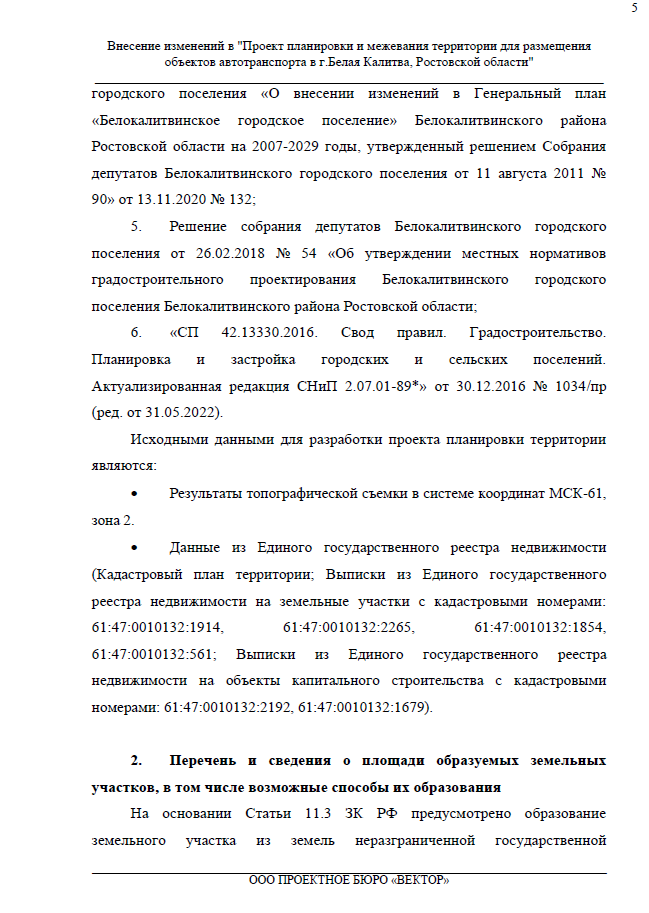 5
Внесение изменений в "Проект планировки и межевания территории для размещения
объектов автотранспорта в г.Белая Калитва, Ростовской области"
городского поселения «О внесении изменений в Генеральный план
«Белокалитвинское городское поселение» Белокалитвинского района
Ростовской области на 2007-2029 годы, утвержденный решением Собрания
депутатов Белокалитвинского городского поселения от 11 августа 2011 №
90» от 13.11.2020 № 132;
5. Решение собрания депутатов Белокалитвинского городского
поселения от 26.02.2018 № 54 «Об утверждении местных нормативов
градостроительного проектирования Белокалитвинского городского
поселения Белокалитвинского района Ростовской области;
6. «СП 42.13330.2016. Свод правил. Градостроительство.
Планировка и застройка городских и сельских поселений.
Актуализированная редакция СНиП 2.07.01-89*» от 30.12.2016 № 1034/пр
(ред. от 31.05.2022).
Исходными данными для разработки проекта планировки территории
являются:
• Результаты топографической съемки в системе координат МСК-61,
зона 2.
• Данные из Единого государственного реестра недвижимости
(Кадастровый план территории; Выписки из Единого государственного
реестра недвижимости на земельные участки с кадастровыми номерами:
61:47:0010132:1914, 61:47:0010132:2265, 61:47:0010132:1854,
61:47:0010132:561; Выписки из Единого государственного реестра
недвижимости на объекты капитального строительства с кадастровыми
номерами: 61:47:0010132:2192, 61:47:0010132:1679).
2. Перечень и сведения о площади образуемых земельных
участков, в том числе возможные способы их образования
На основании Статьи 11.3 ЗК РФ предусмотрено образование
земельного участка из земель неразграниченной государственной
ООО ПРОЕКТНОЕ БЮРО «ВЕКТОР»